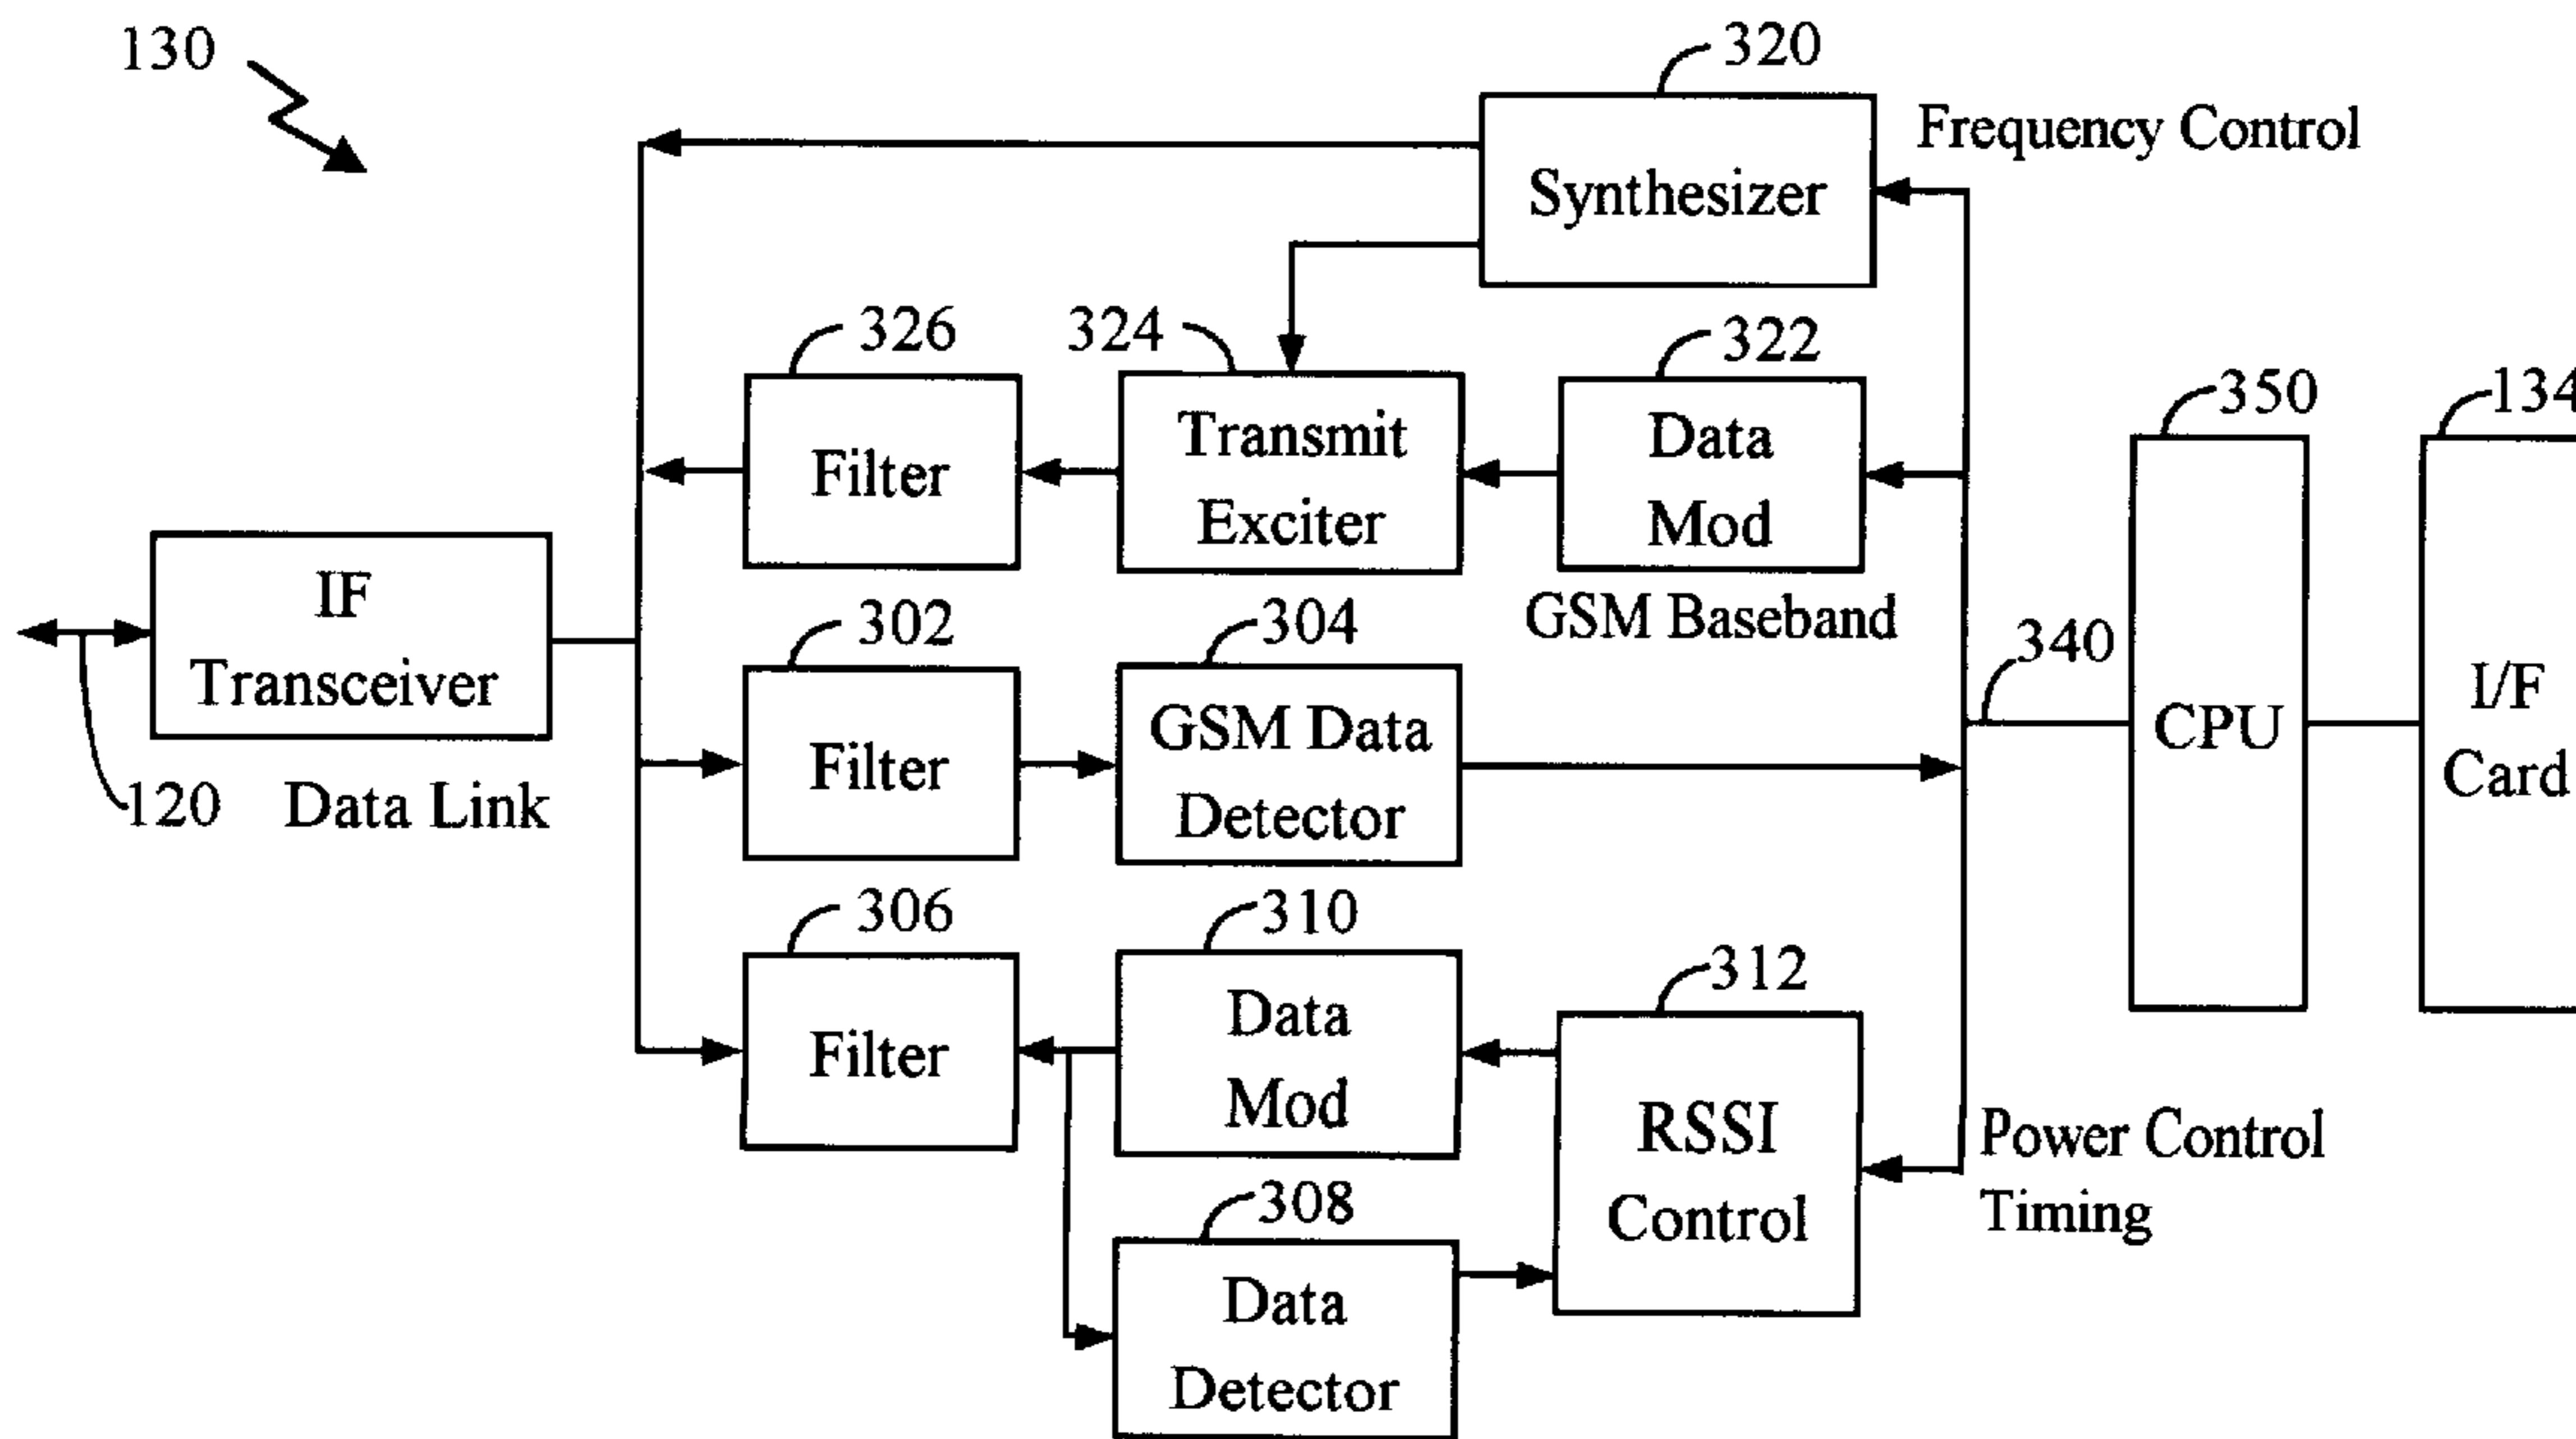 130
320
Frequency Control
Synthesizer
326
324
322
350
134
Filter
Transmit
Exciter
Data
Mod
GSM Baseband
IF
Transceiver
120
Data Link
302
304
340
Filter
GSM Data
Detector
CPU
I/F
Card
306
310
312
Filter
Data
Mod
RSSI
Control
Power Control
Timing
308
Data
Detector